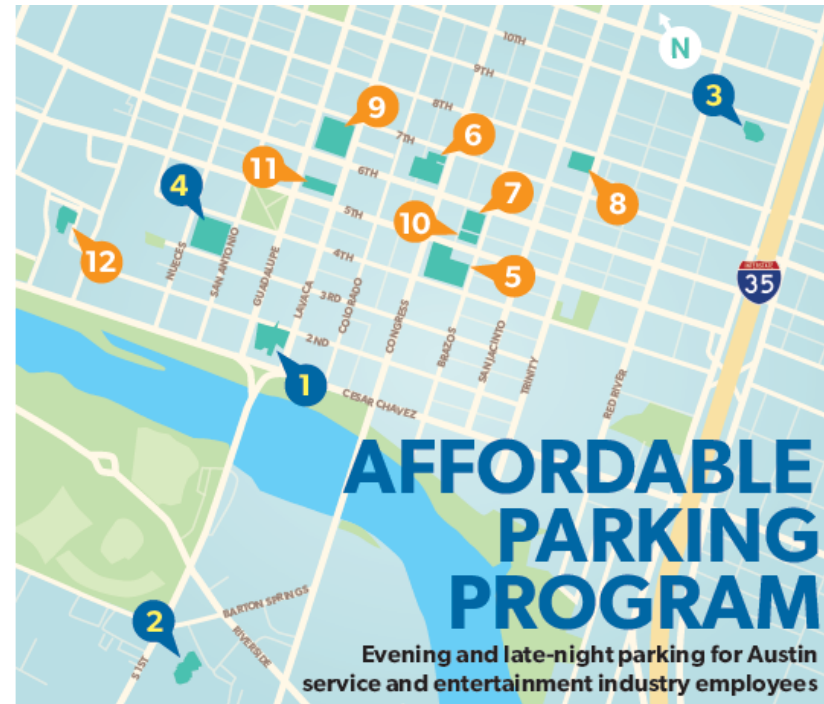 10TH
N
9TH
3
8TH
9
7TH
6
6TH
11
4
5TH
7
8
10
4TH
12
5
NUECES
SAN ANTONIO
GUADALUPE
LAVACA
3RD
COLORADO
INTERSTATE
35
2ND
CONGRESS
BRAZOS
SAN JACINTO
TRINITY
RED RIVER
1
CESAR CHAVEZ
AFFORDABLE
PARKING
PROGRAM
BARTON SPRINGS
2
RIVERSIDE
S 1ST
Evening and late-night parking for Austin
service and entertainment industry employees